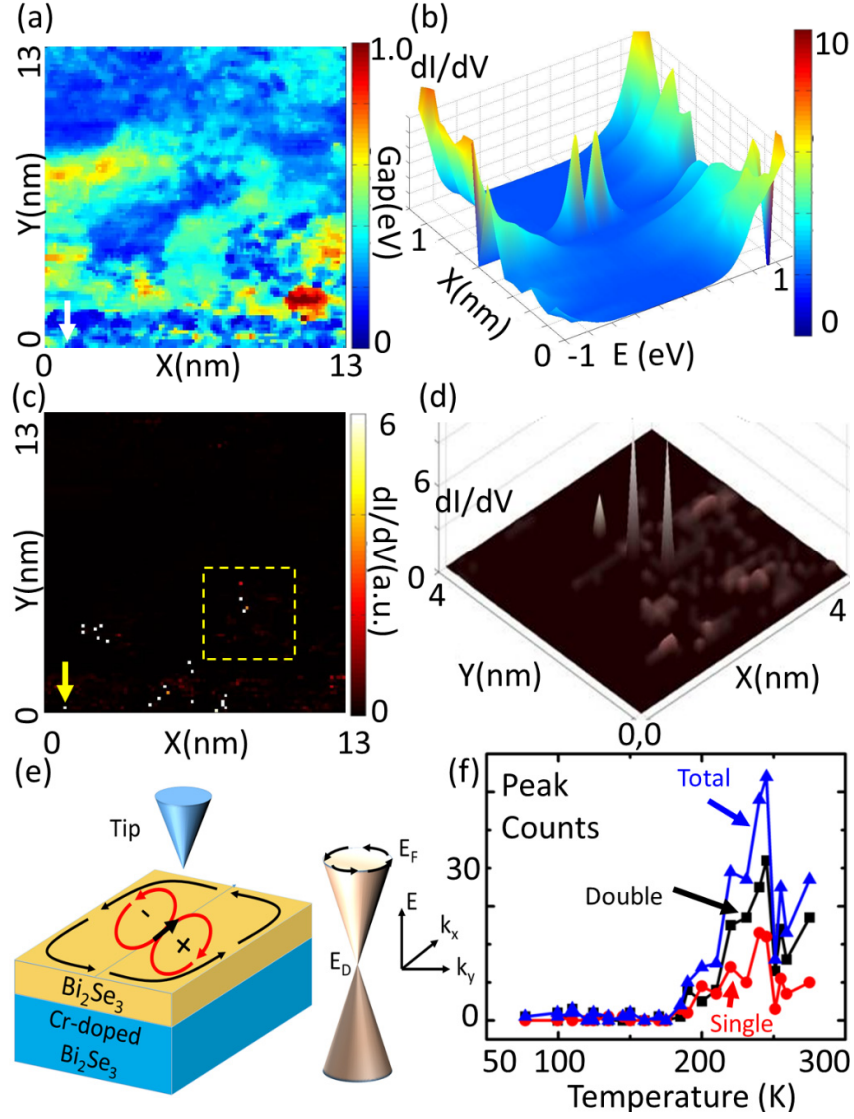 (a)
13
Y(nm)
0
0
X(nm)
13
1.0
Gap(eV)
0
(b)
dI/dV
10
0
1
X(nm)
0
-1
E (eV)
1
(c)
13
Y(nm)
0
0
X(nm)
13
6
dI/dV(a.u.)
0
(d)
6
dI/dV
0
4
Y(nm)
0,0
X(nm)
4
(e)
Tip
-
+
Bi₂Se₃
Cr-doped
Bi₂Se₃
E_F
E_D
E
k_x
k_y
(f)
Peak
Counts
Total
Double
Single
30
0
50
100
200
300
Temperature (K)